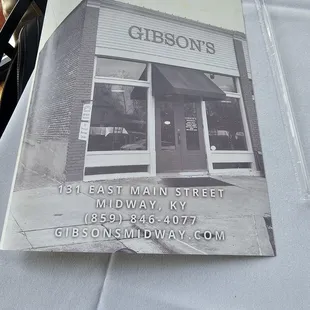 GIBSON'S
131 EAST MAIN STREET
MIDWAY, KY
(859) 846-4077
GIBSONSMIDWAY.COM